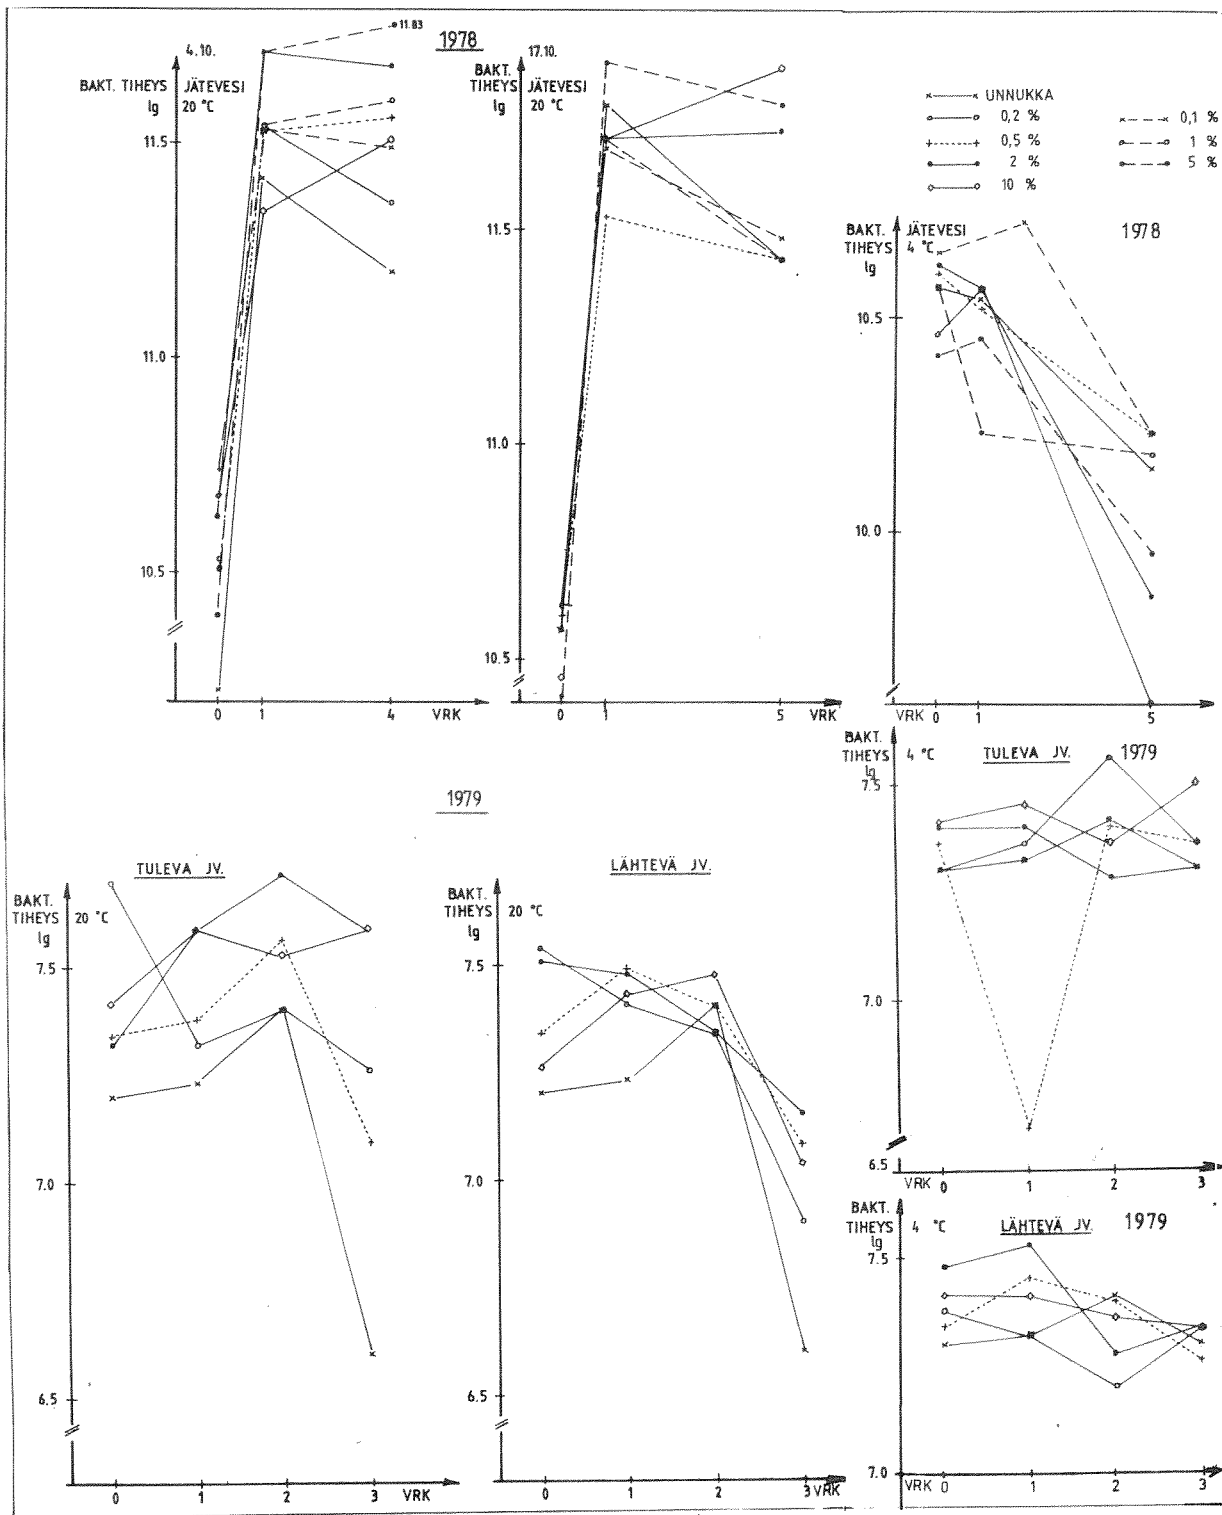 1978
4.10.
11.83
BAKT. TIHEYS JÄTEVESI
lg 20 °C
11.5
11.0
10.5
0 1 4 VRK
17.10.
BAKT. TIHEYS JÄTEVESI
lg 20 °C
11.5
11.0
10.5
0 1 5 VRK
UNNUKKA
0,2 % 0,1 %
0,5 % 1 %
2 % 5 %
10 %
1978
BAKT. JÄTEVESI
TIHEYS 4 °C
lg
10.5
10.0
VRK 0 1 5
1979
TULEVA JV.
BAKT.
TIHEYS 20 °C
lg
7.5
7.0
6.5
0 1 2 3 VRK
LÄHTEVÄ JV.
BAKT.
TIHEYS 20 °C
lg
7.5
7.0
6.5
0 1 2 3 VRK
BAKT.
TIHEYS 4 °C TULEVA JV. 1979
lg
7.5
7.0
6.5
VRK 0 1 2 3
BAKT.
TIHEYS 4 °C LÄHTEVÄ JV. 1979
lg
7.5
7.0
VRK 0 1 2 3